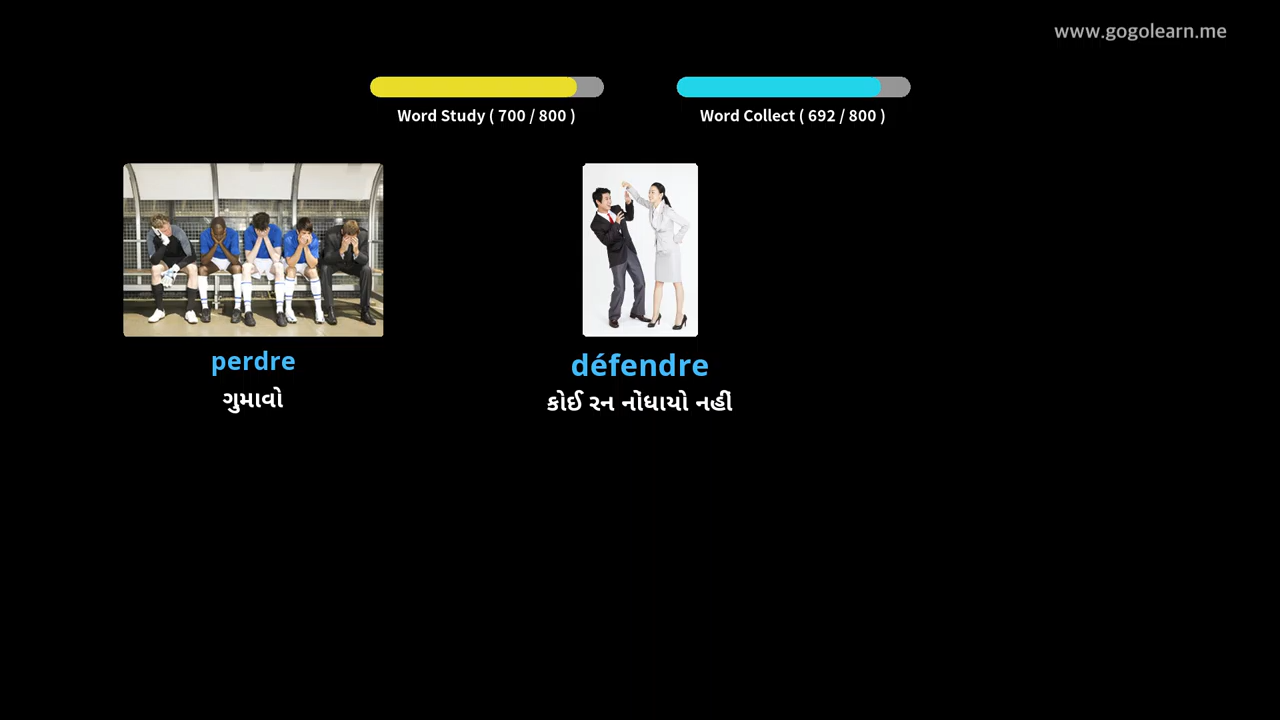 www.gogolearn.me
Word Study ( 700 / 800 )
Word Collect ( 692 / 800 )
perdre
ગુમાવો
défendre
કોઈ રન નોંધાયો નહીં